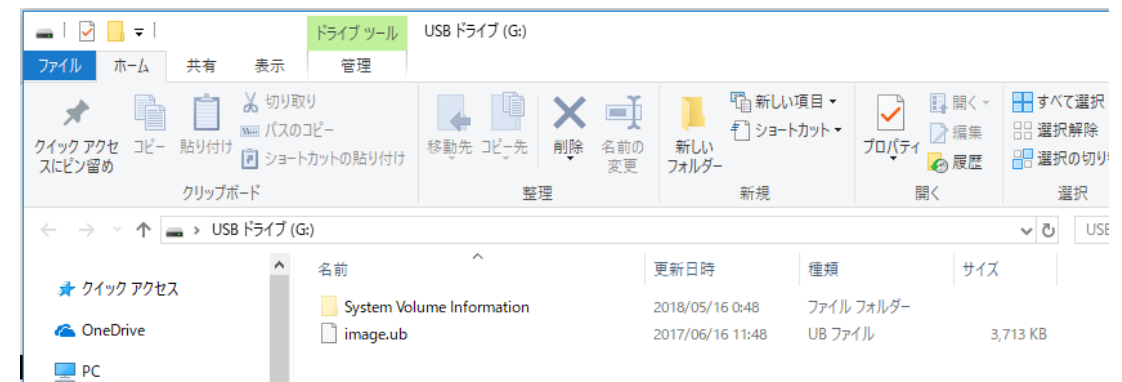 ドライブ ツール USB ドライブ (G:)
ファイル ホーム 共有 表示 管理
クイック アクセスにピン留め
コピー
貼り付け
切り取り
パスのコピー
ショートカットの貼り付け
クリップボード
移動先 コピー先 削除 名前の変更
整理
新しいフォルダー
新しい項目
ショートカット
新規
プロパティ
開く
編集
履歴
開く
すべて選択
選択解除
選択の切り
選択
USB ドライブ (G:) USE
名前 更新日時 種類 サイズ
クイック アクセス
OneDrive
PC
System Volume Information 2018/05/16 0:48 ファイル フォルダー
image.ub 2017/06/16 11:48 UB ファイル 3,713 KB